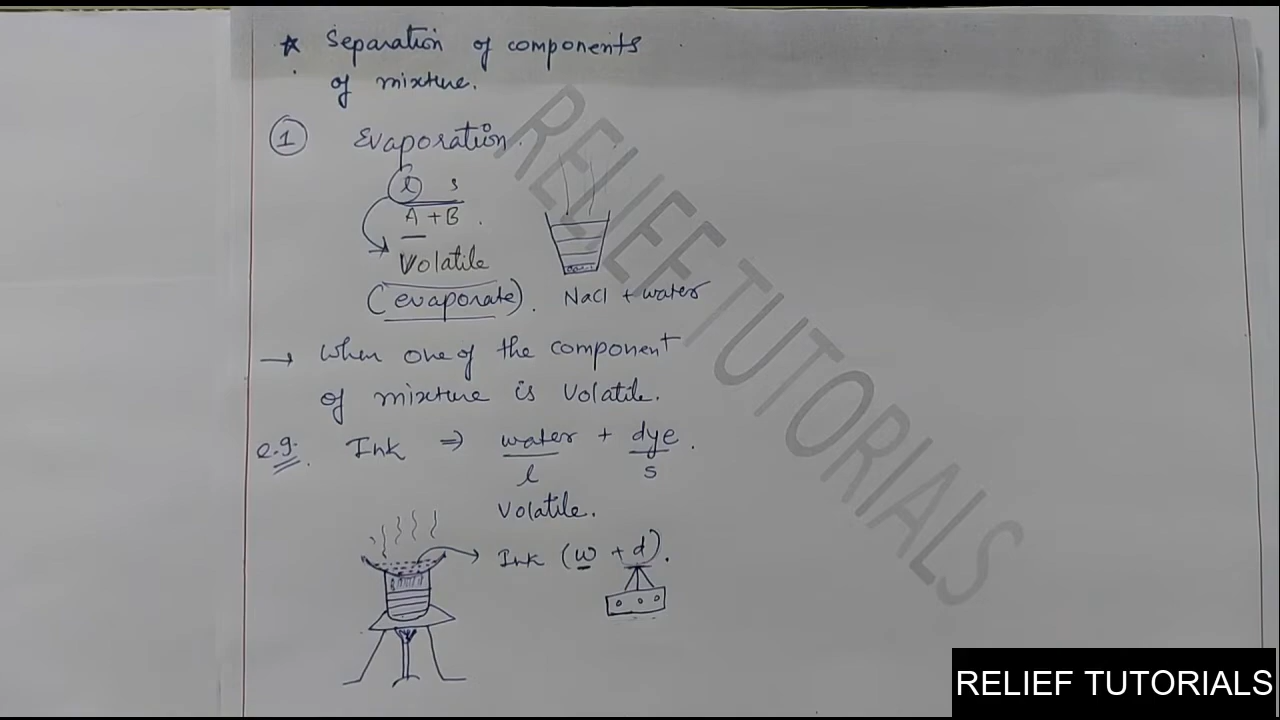 ★ Separation of components
of mixture.
① Evaporation.
l s
A + B.
Volatile
(evaporate).
NaCl + water
→ When one of the component
of mixture is Volatile.
e.g. Ink ⇒ water + dye.
l s
Volatile.
Ink (w + d).
RELIEF TUTORIALS
RELIEF TUTORIALS